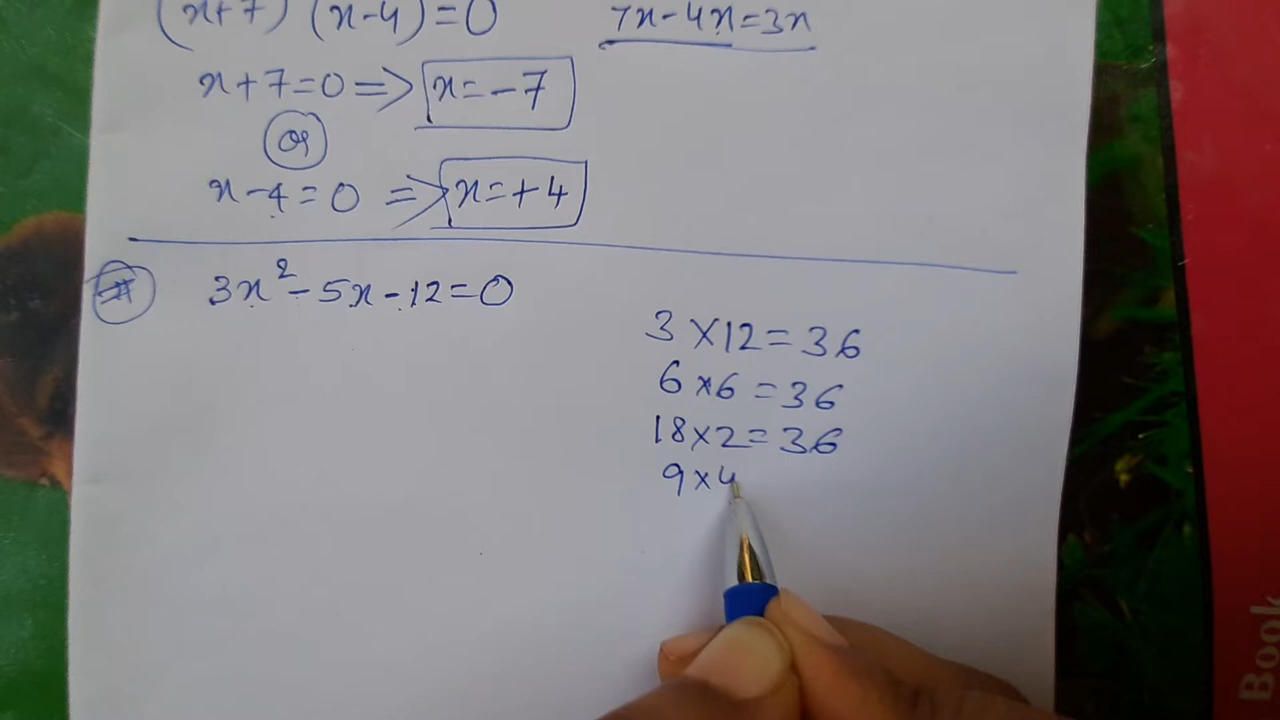 (x+7) (x-4)=0
7x-4x=3x
x+7=0 => x=-7
or
x-4=0 => x=+4
# 3x²-5x-12=0
3×12=36
6×6=36
18×2=36
9×4
Book